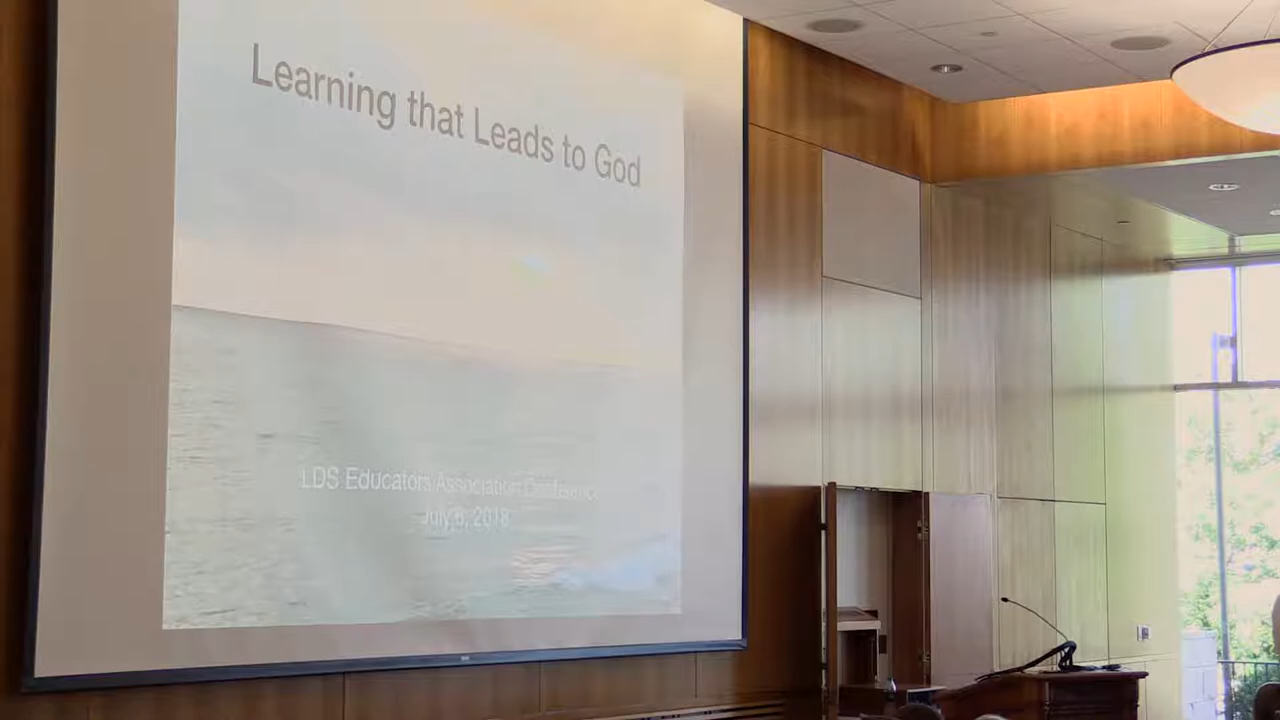 Learning that Leads to God
LDS Educators Association Conference
July 6, 2018